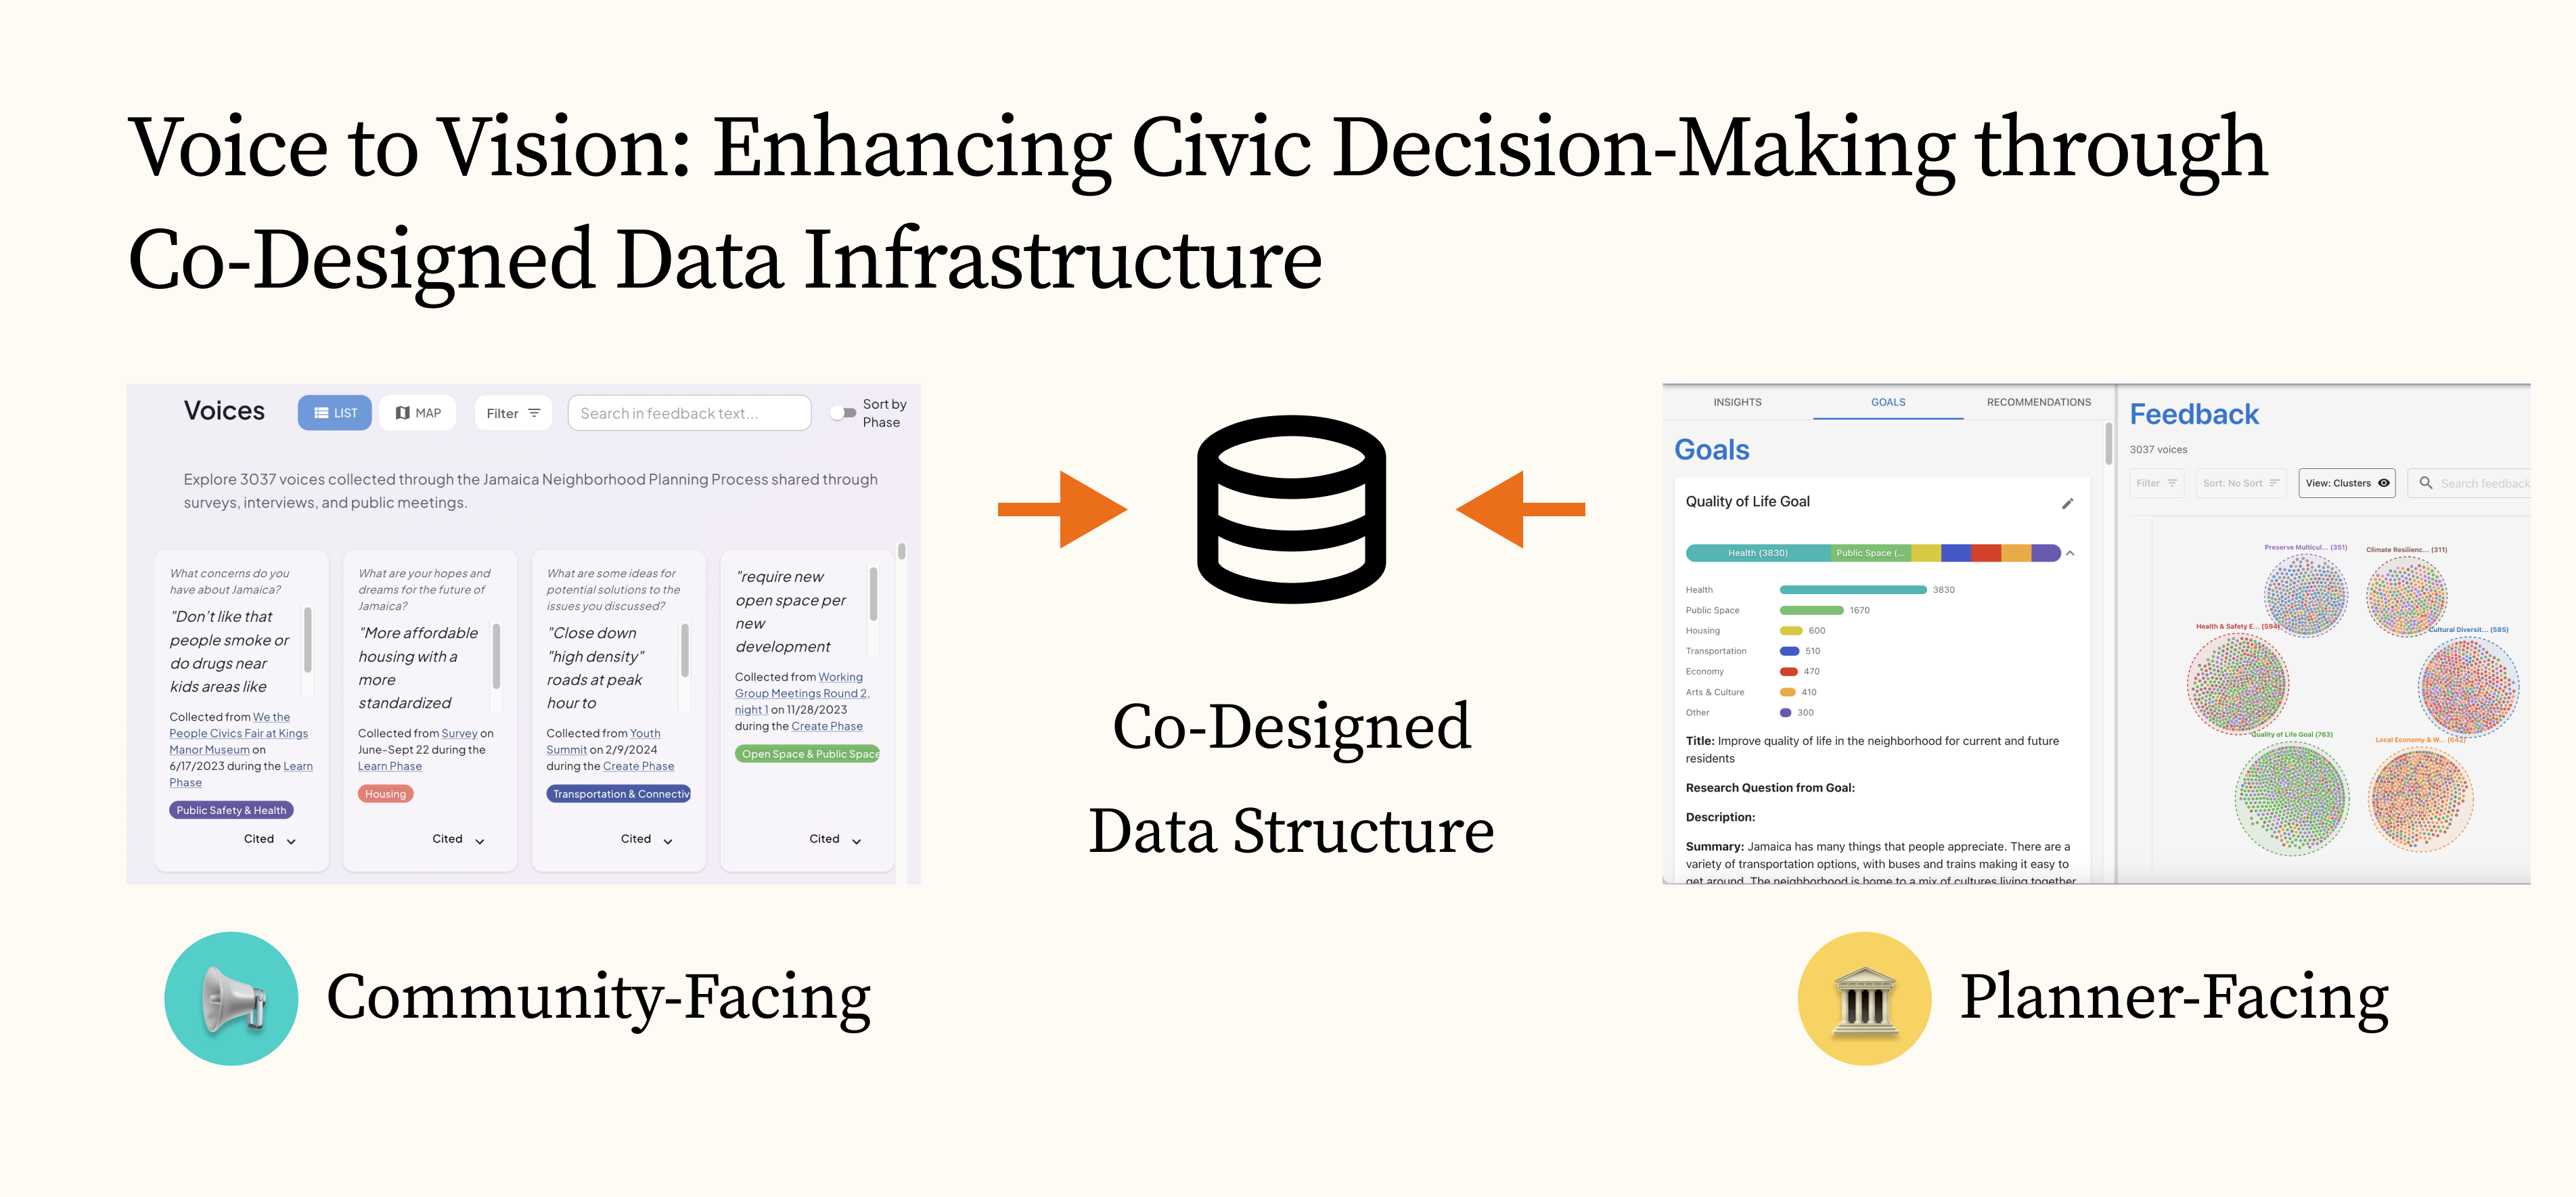 Voice to Vision: Enhancing Civic Decision-Making through
Co-Designed Data Infrastructure
Voices
LIST
MAP
Filter
Search in feedback text...
Sort by
Phase
Explore 3037 voices collected through the Jamaica Neighborhood Planning Process shared through
surveys, interviews, and public meetings.
What concerns do you
have about Jamaica?
"Don't like that
people smoke or
do drugs near
kids areas like
Collected from We the
People Civics Fair at Kings
Manor Museum on
6/17/2023 during the Learn
Phase
Public Safety & Health
Cited
What are your hopes and
dreams for the future of
Jamaica?
"More affordable
housing with a
more
standardized
Collected from Survey on
June-Sept 22 during the
Learn Phase
Housing
Cited
What are some ideas for
potential solutions to the
issues you discussed?
"Close down
"high density"
roads at peak
hour to
Collected from Youth
Summit on 2/9/2024
during the Create Phase
Transportation & Connectiv
Cited
"require new
open space per
new
development
Collected from Working
Group Meetings Round 2,
night 1 on 11/28/2023
during the Create Phase
Open Space & Public Space
Cited
Community-Facing
Co-Designed
Data Structure
INSIGHTS
GOALS
RECOMMENDATIONS
Goals
Quality of Life Goal
Health (3830)
Public Space (...
Health 3830
Public Space 1670
Housing 600
Transportation 510
Economy 470
Arts & Culture 410
Other 300
Title: Improve quality of life in the neighborhood for current and future
residents
Research Question from Goal:
Description:
Summary: Jamaica has many things that people appreciate. There are a
variety of transportation options, with buses and trains making it easy to
get around. The neighborhood is home to a mix of cultures living together
Feedback
3037 voices
Filter
Sort: No Sort
View: Clusters
Search feedback
Preserve Multicul... (351)
Climate Resilienc... (311)
Health & Safety E... (594)
Cultural Diversit... (585)
Quality of Life Goal (763)
Local Economy & W... (642)
Planner-Facing